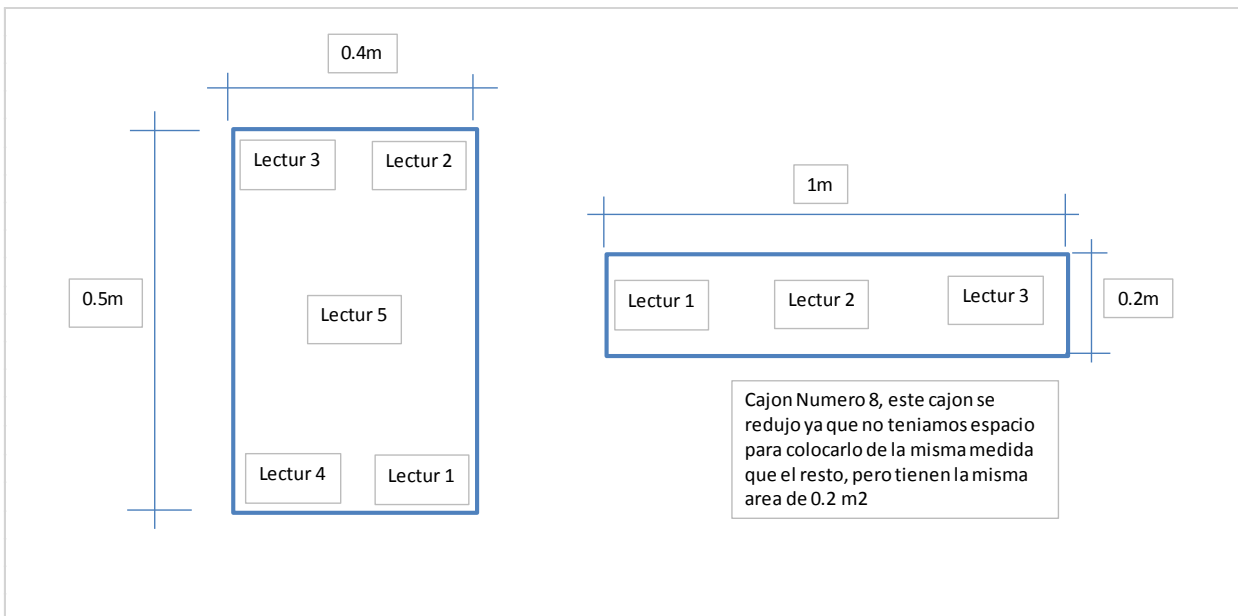 0.4m
Lectur 3
Lectur 2
0.5m
Lectur 5
Lectur 4
Lectur 1
1m
Lectur 1
Lectur 2
Lectur 3
0.2m
Cajon Numero 8, este cajon se
redujo ya que no teniamos espacio
para colocarlo de la misma medida
que el resto, pero tienen la misma
area de 0.2 m2